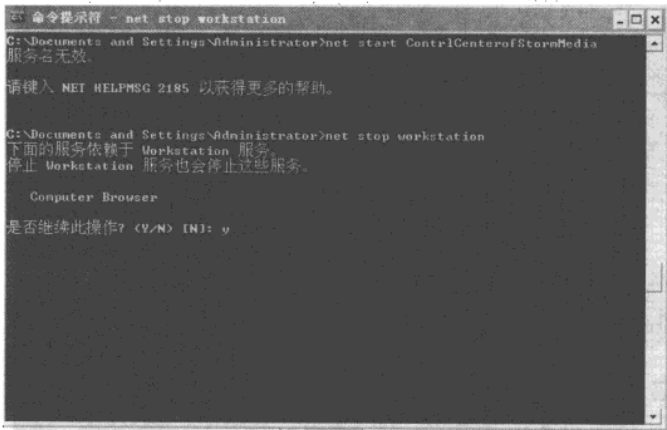 命令提示符 - net stop workstation
C:\Documents and Settings\Administrator>net start ContrlCenterofStormMedia
服务名无效。
请键入 NET HELPMSG 2185 以获得更多的帮助。
C:\Documents and Settings\Administrator>net stop workstation
下面的服务依赖于 Workstation 服务。
停止 Workstation 服务也会停止这些服务。
Computer Browser
是否继续此操作? (Y/N) [N]: y